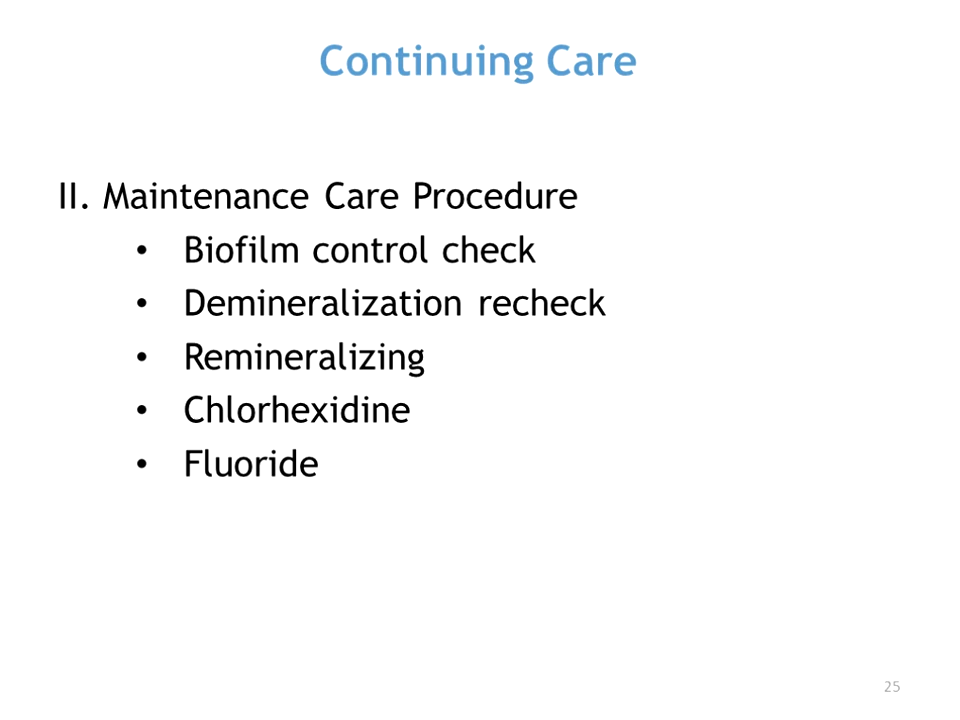 Continuing Care
II. Maintenance Care Procedure
• Biofilm control check
• Demineralization recheck
• Remineralizing
• Chlorhexidine
• Fluoride
25